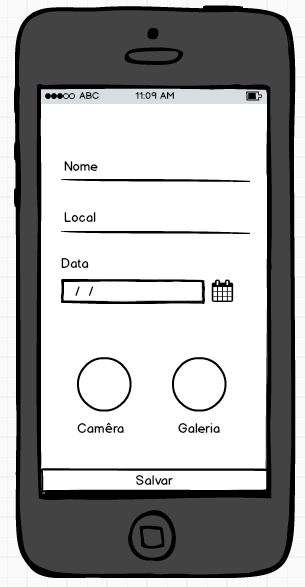 ABC 11:09 AM
Nome
Local
Data
/ /
Camêra Galeria
Salvar